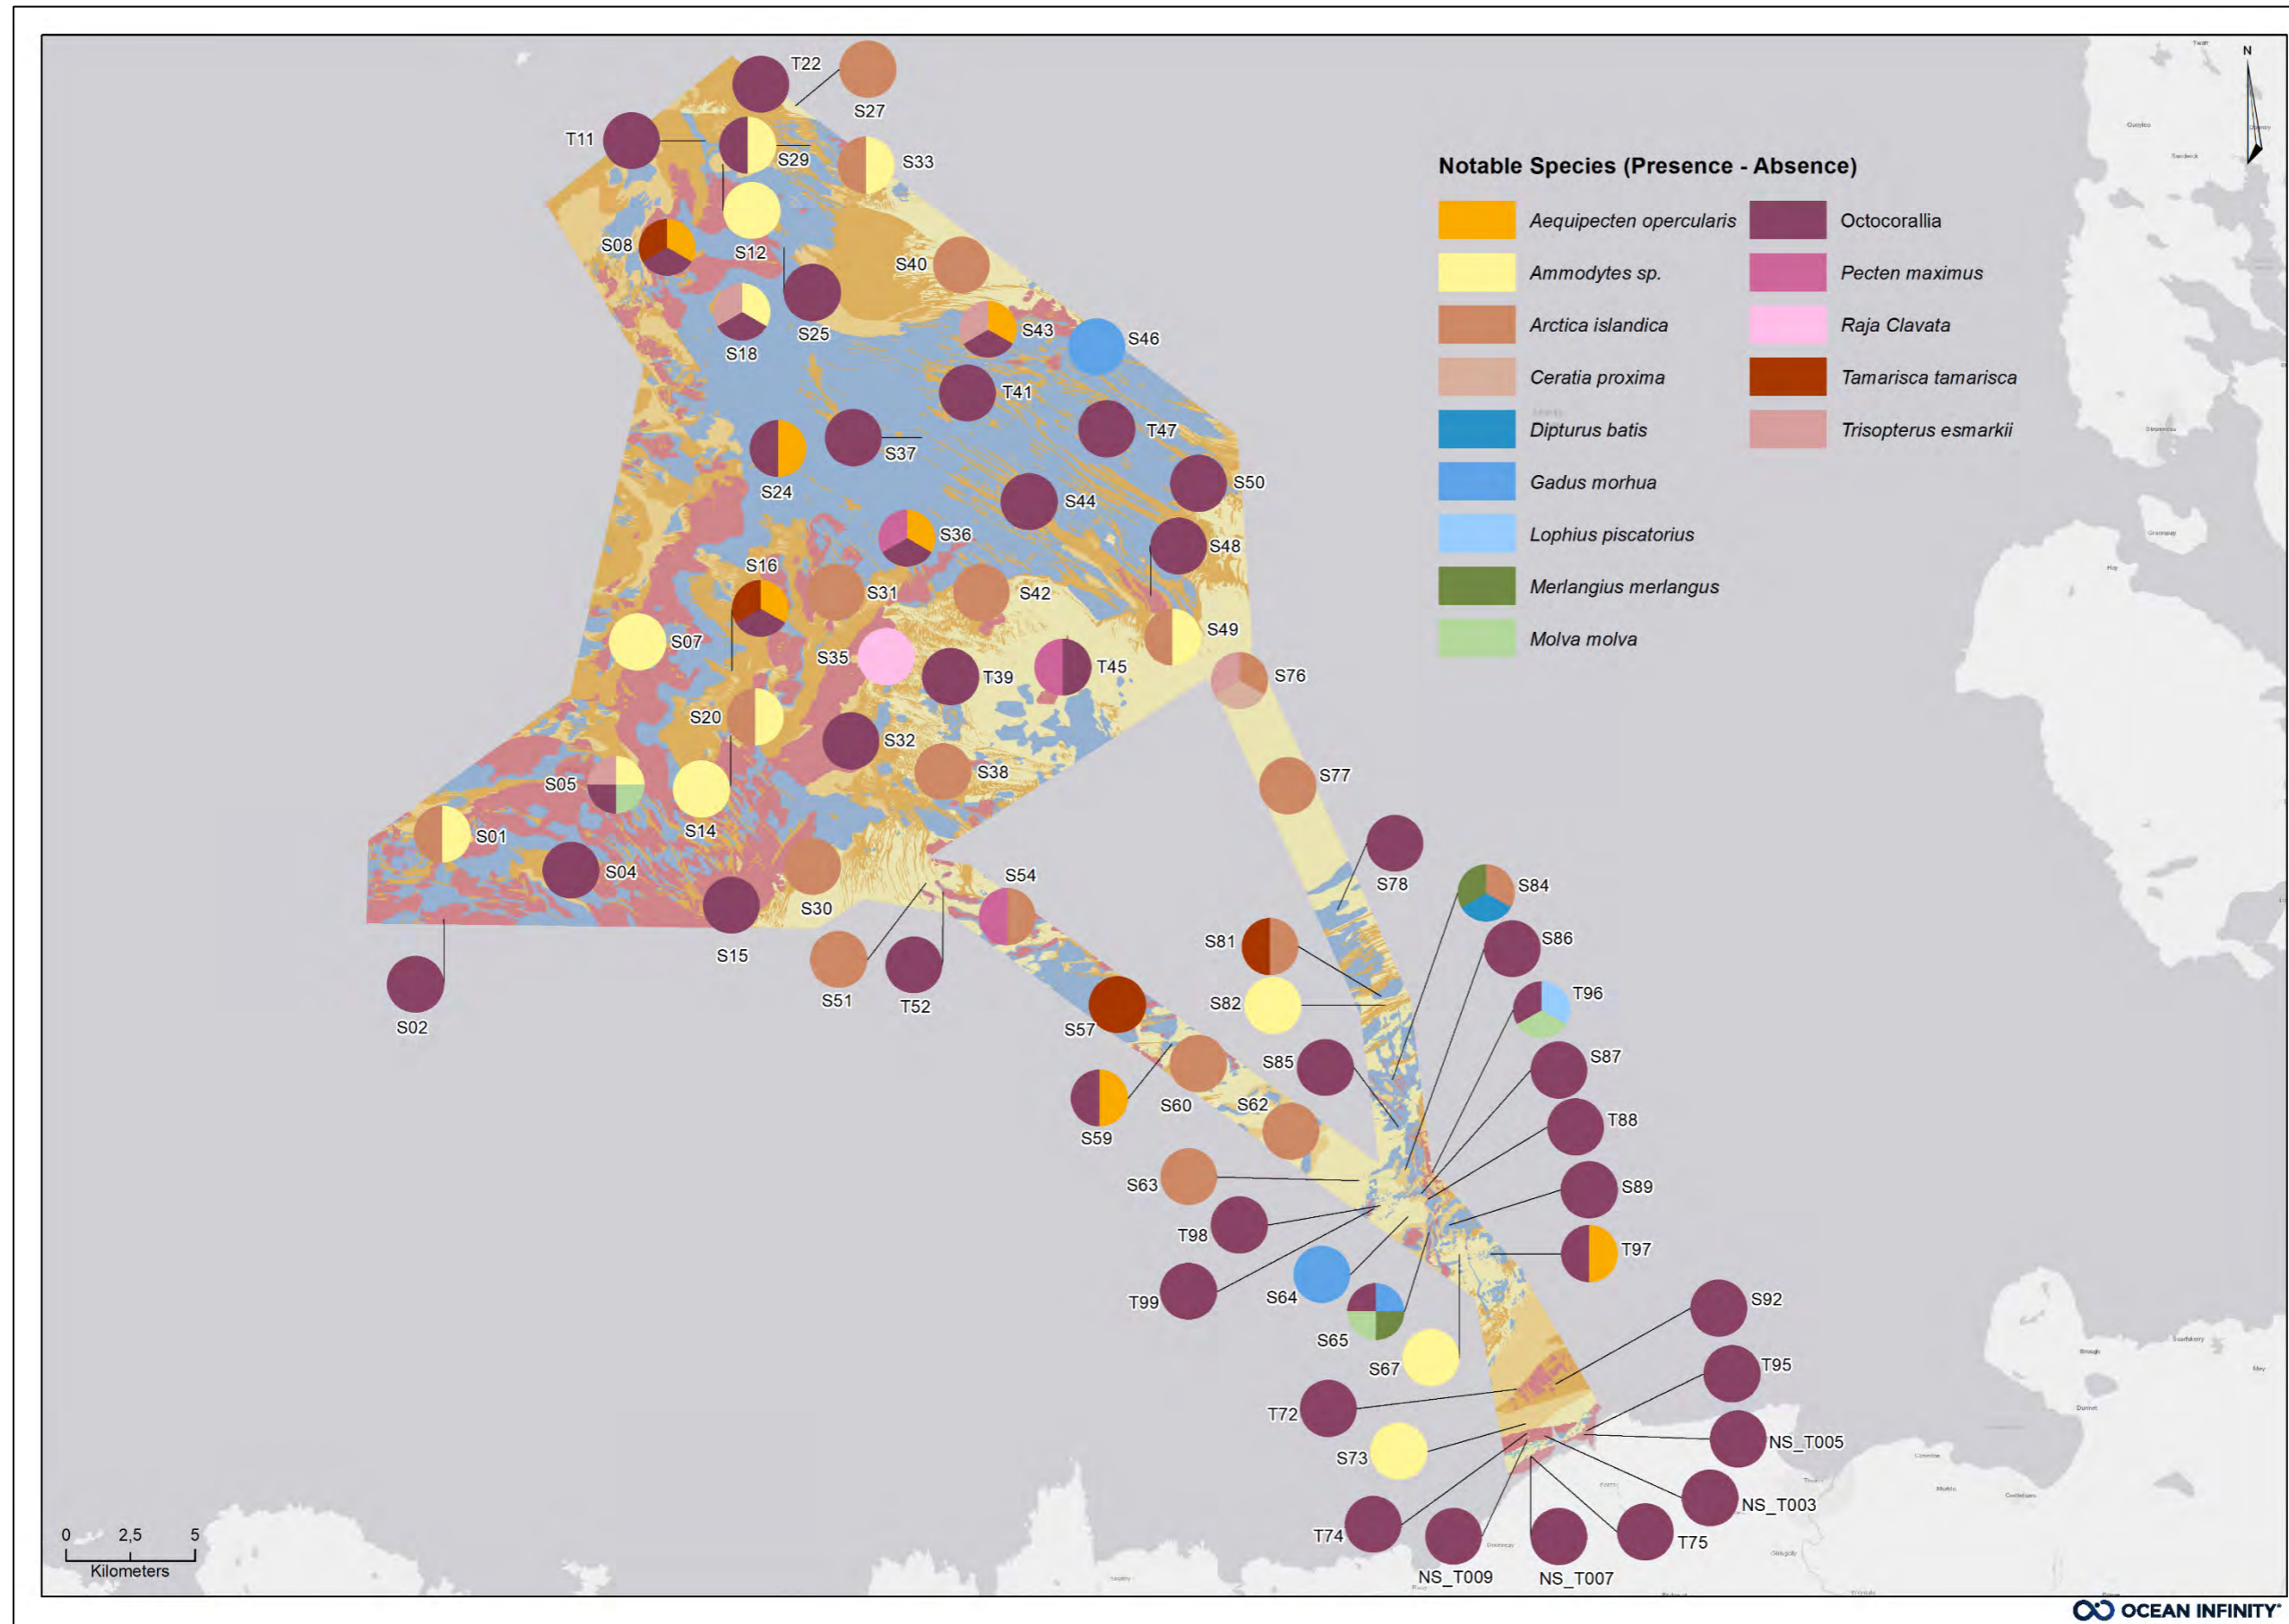 N
Notable Species (Presence - Absence)
Aequipecten opercularis
Ammodytes sp.
Arctica islandica
Ceratia proxima
Dipturus batis
Gadus morhua
Lophius piscatorius
Merlangius merlangus
Molva molva
Octocorallia
Pecten maximus
Raja Clavata
Tamarisca tamarisca
Trisopterus esmarkii
T22
S27
T11
S29
S33
S12
S08
S40
S25
S18
S43
S46
T41
T47
S37
S24
S50
S44
S36
S48
S16
S31
S42
S07
S49
S35
T39
T45
S76
S20
S32
S38
S77
S05
S14
S01
S04
S78
S30
S54
S84
S15
S51
T52
S02
S81
S86
S82
T96
S57
S85
S87
S60
S62
S59
T88
S63
S89
T98
T97
T99
S64
S65
S92
S67
T95
T72
S73
NS_T005
NS_T003
T74
T75
NS_T009
NS_T007
0 2,5 5
Kilometers
OCEAN INFINITY®